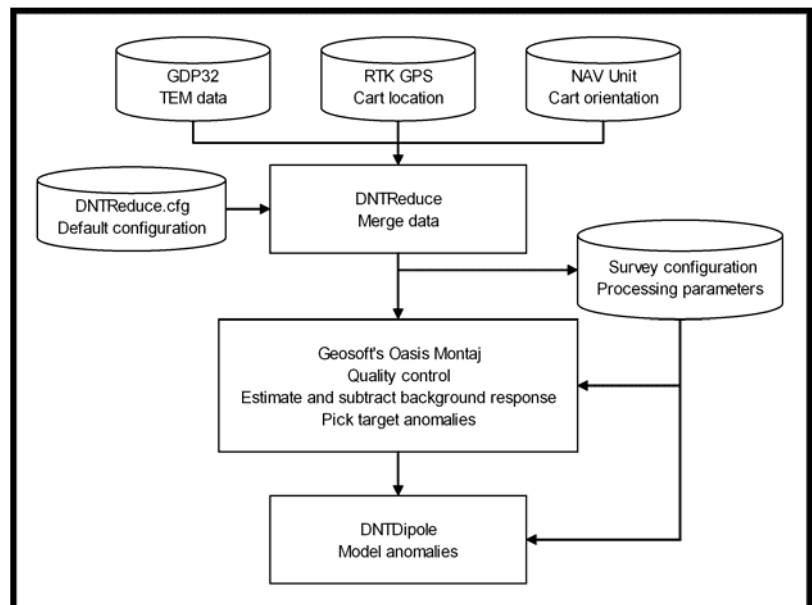 GDP32
TEM data
RTK GPS
Cart location
NAV Unit
Cart orientation
DNTReduce.cfg
Default configuration
DNTReduce
Merge data
Survey configuration
Processing parameters
Geosoft's Oasis Montaj
Quality control
Estimate and subtract background response
Pick target anomalies
DNTDipole
Model anomalies